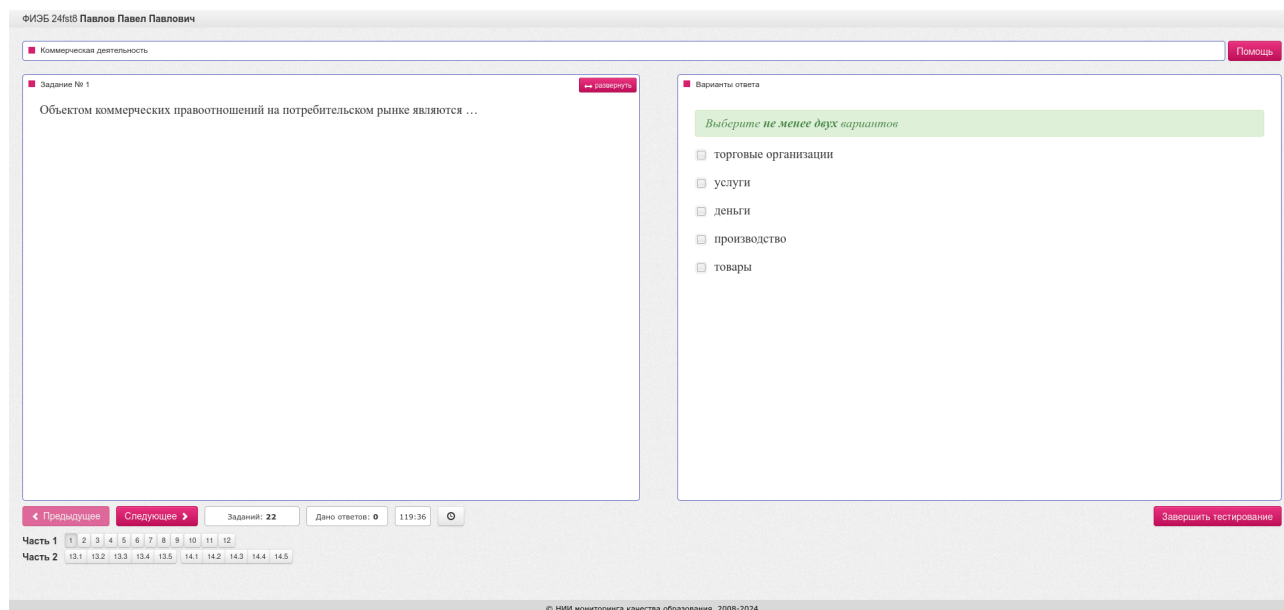 ФИЭБ 24fst8 Павлов Павел Павлович
Коммерческая деятельность
Помощь
Задание № 1
развернуть
Объектом коммерческих правоотношений на потребительском рынке являются …
Варианты ответа
Выберите не менее двух вариантов
торговые организации
услуги
деньги
производство
товары
Предыдущее
Следующее
Заданий: 22
Дано ответов: 0
119:36
Завершить тестирование
Часть 1 1 2 3 4 5 6 7 8 9 10 11 12
Часть 2 13.1 13.2 13.3 13.4 13.5 14.1 14.2 14.3 14.4 14.5
© НИИ мониторинга качества образования, 2008-2024